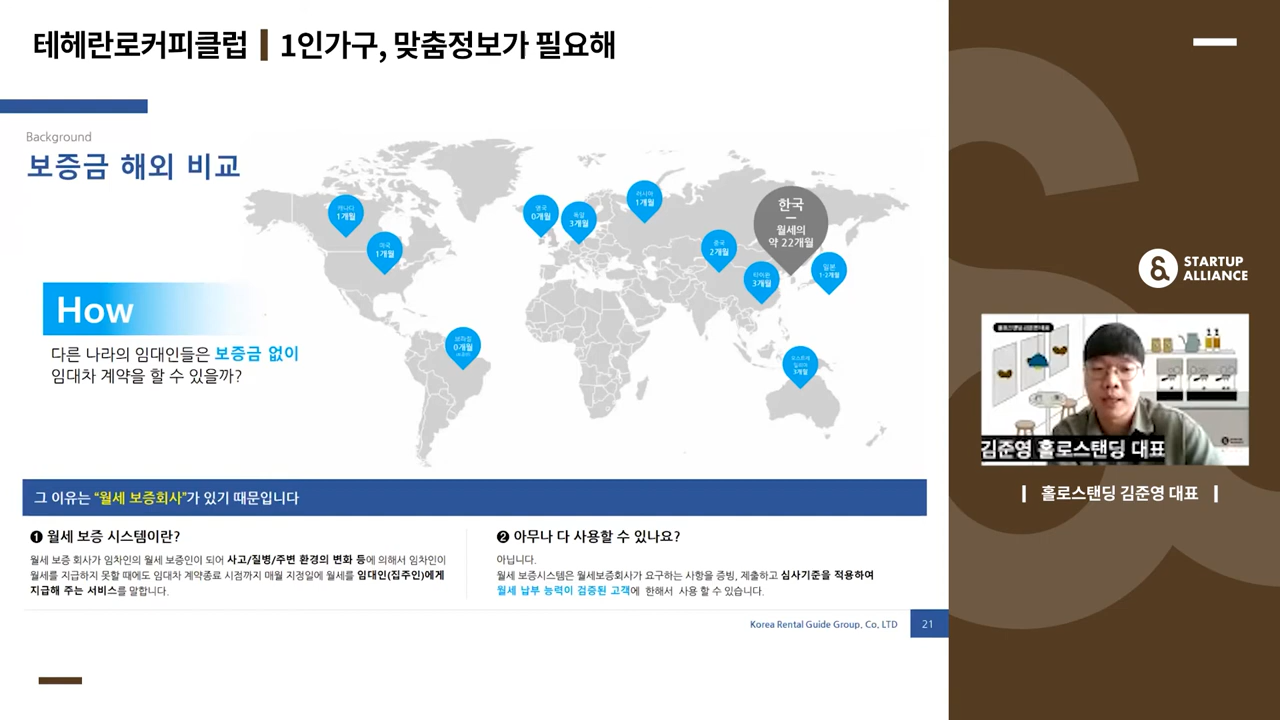 테헤란로커피클럽 | 1인가구, 맞춤정보가 필요해
Background
보증금 해외 비교
캐나다
1개월
미국
1개월
브라질
0개월
영국
0개월
독일
3개월
러시아
1개월
중국
2개월
타이완
3개월
한국
월세의
약 22개월
일본
1-2개월
How
다른 나라의 임대인들은 보증금 없이
임대차 계약을 할 수 있을까?
그 이유는 “월세 보증회사”가 있기 때문입니다
❶ 월세 보증 시스템이란?
월세 보증 회사가 임차인의 월세 보증인이 되어 사고/질병/주변 환경의 변화 등에 의해서 임차인이
월세를 지급하지 못할 때에도 임대차 계약종료 시점까지 매월 지정일에 월세를 임대인(집주인)에게
지급해 주는 서비스를 말합니다.
❷ 아무나 다 사용할 수 있나요?
아닙니다.
월세 보증시스템은 월세보증회사가 요구하는 사항을 증빙, 제출하고 심사기준을 적용하여
월세 납부 능력이 검증된 고객에 한해서 사용 할 수 있습니다.
Korea Rental Guide Group, Co, LTD
21
STARTUP
ALLIANCE
김준영 홀로스탠딩 대표
홀로스탠딩 김준영 대표